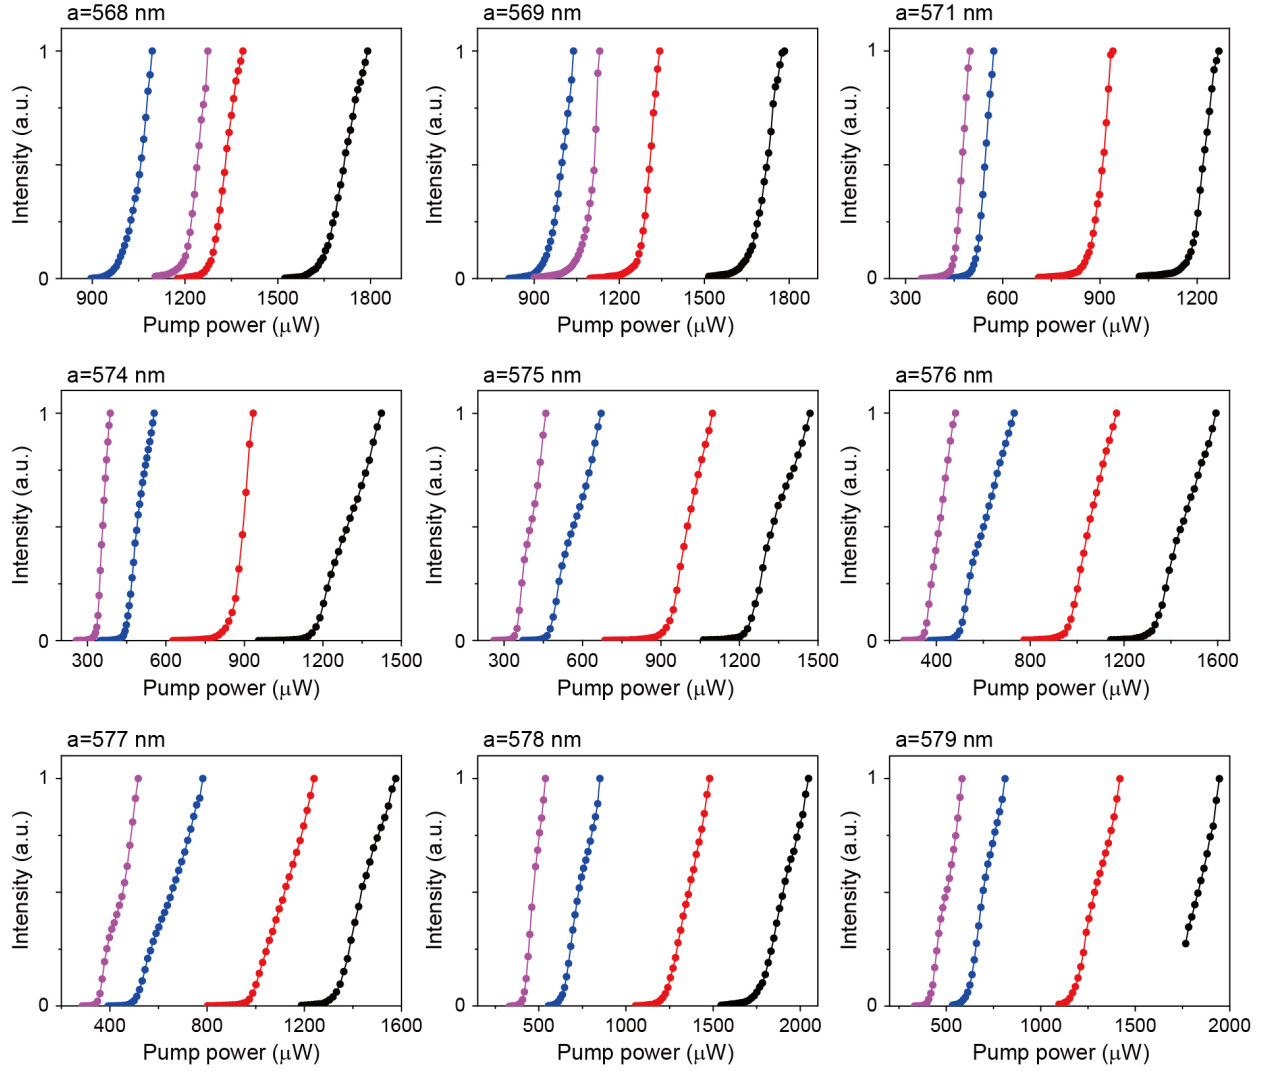 a=568 nm
1
0
Intensity (a.u.)
900 1200 1500 1800
Pump power (μW)
a=569 nm
1
0
Intensity (a.u.)
900 1200 1500 1800
Pump power (μW)
a=571 nm
1
0
Intensity (a.u.)
300 600 900 1200
Pump power (μW)
a=574 nm
1
0
Intensity (a.u.)
300 600 900 1200 1500
Pump power (μW)
a=575 nm
1
0
Intensity (a.u.)
300 600 900 1200 1500
Pump power (μW)
a=576 nm
1
0
Intensity (a.u.)
400 800 1200 1600
Pump power (μW)
a=577 nm
1
0
Intensity (a.u.)
400 800 1200 1600
Pump power (μW)
a=578 nm
1
0
Intensity (a.u.)
500 1000 1500 2000
Pump power (μW)
a=579 nm
1
0
Intensity (a.u.)
500 1000 1500 2000
Pump power (μW)